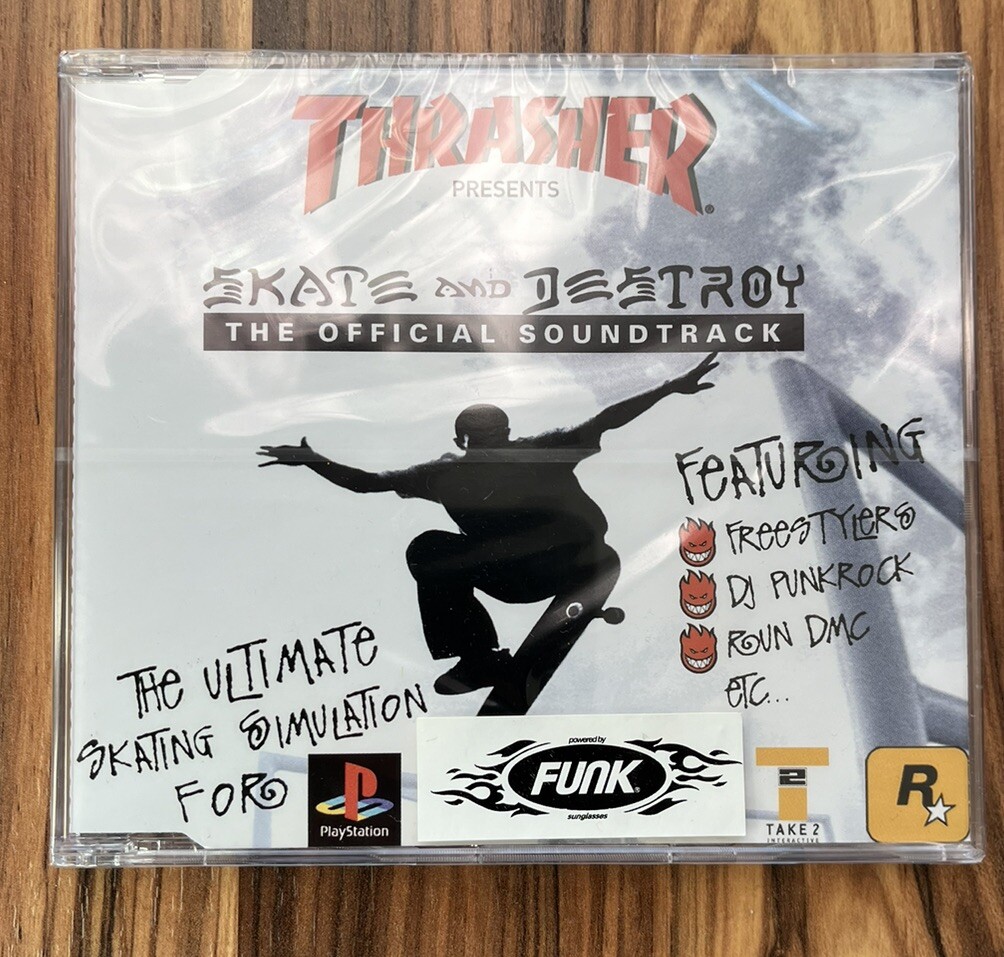 THRASHER®
PRESENTS
SKATE AND DESTROY
THE OFFICIAL SOUNDTRACK
FEATURING
FREESTYLERS
DJ PUNKROCK
RUN DMC
ETC...
THE ULTIMATE
SKATING SIMULATION
FOR
PlayStation
powered by
FUNK®
sunglasses
T2
TAKE 2
INTERACTIVE
R